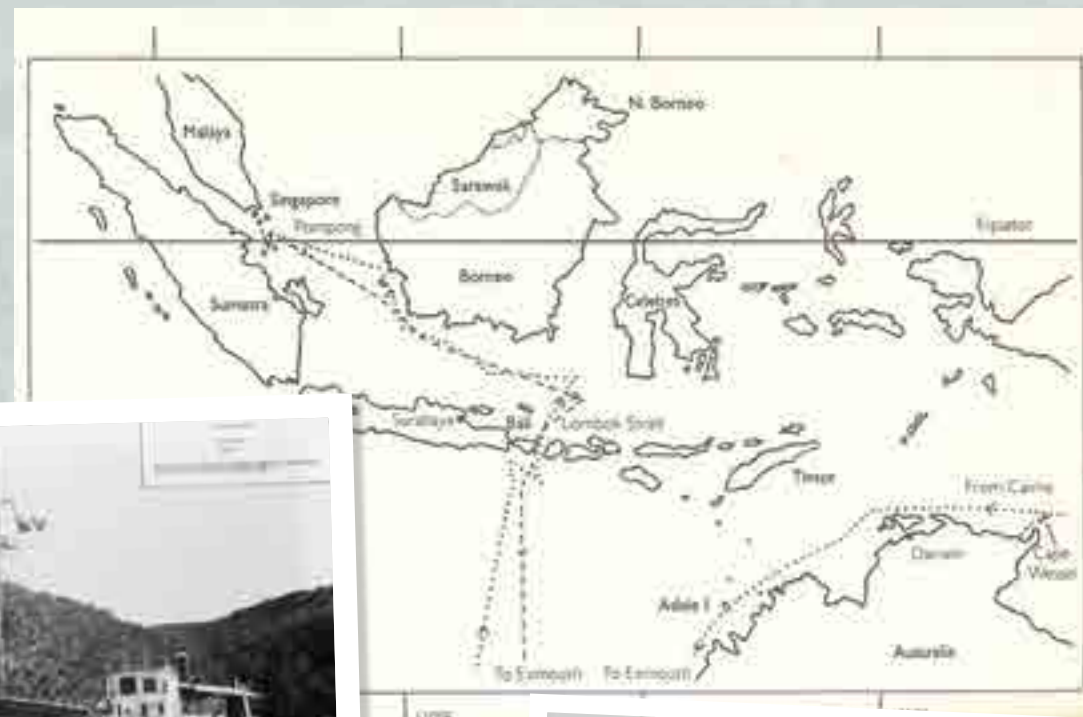 N. Borneo
Malaya
Sarawak
Singapore
Pompong
Equator
Borneo
Sumatra
Celebes
Surabaya
Bali
Lombok Strait
Timor
From Cairns
Darwin
Cape
Wessel
Adele I
Australia
To Exmouth
To Exmouth